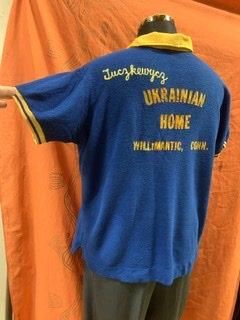 Tuczkewycz
UKRAINIAN
HOME
WILLIMANTIC, CONN.